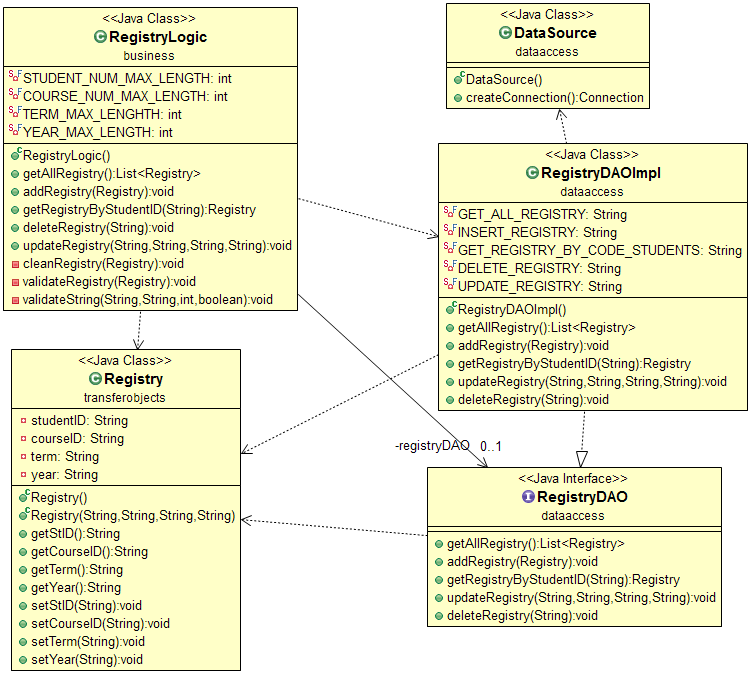 <<Java Class>>
RegistryLogic
business
STUDENT_NUM_MAX_LENGTH: int
COURSE_NUM_MAX_LENGTH: int
TERM_MAX_LENGHTH: int
YEAR_MAX_LENGTH: int
RegistryLogic()
getAllRegistry():List<Registry>
addRegistry(Registry):void
getRegistryByStudentID(String):Registry
deleteRegistry(String):void
updateRegistry(String,String,String,String):void
cleanRegistry(Registry):void
validateRegistry(Registry):void
validateString(String,String,int,boolean):void
<<Java Class>>
DataSource
dataaccess
DataSource()
createConnection():Connection
<<Java Class>>
RegistryDAOImpl
dataaccess
GET_ALL_REGISTRY: String
INSERT_REGISTRY: String
GET_REGISTRY_BY_CODE_STUDENTS: String
DELETE_REGISTRY: String
UPDATE_REGISTRY: String
RegistryDAOImpl()
getAllRegistry():List<Registry>
addRegistry(Registry):void
getRegistryByStudentID(String):Registry
updateRegistry(String,String,String,String):void
deleteRegistry(String):void
<<Java Class>>
Registry
transferobjects
studentID: String
courseID: String
term: String
year: String
Registry()
Registry(String,String,String,String)
getStID():String
getCourseID():String
getTerm():String
getYear():String
setStID(String):void
setCourseID(String):void
setTerm(String):void
setYear(String):void
-registryDAO 0..1
<<Java Interface>>
RegistryDAO
dataaccess
getAllRegistry():List<Registry>
addRegistry(Registry):void
getRegistryByStudentID(String):Registry
updateRegistry(String,String,String,String):void
deleteRegistry(String):void